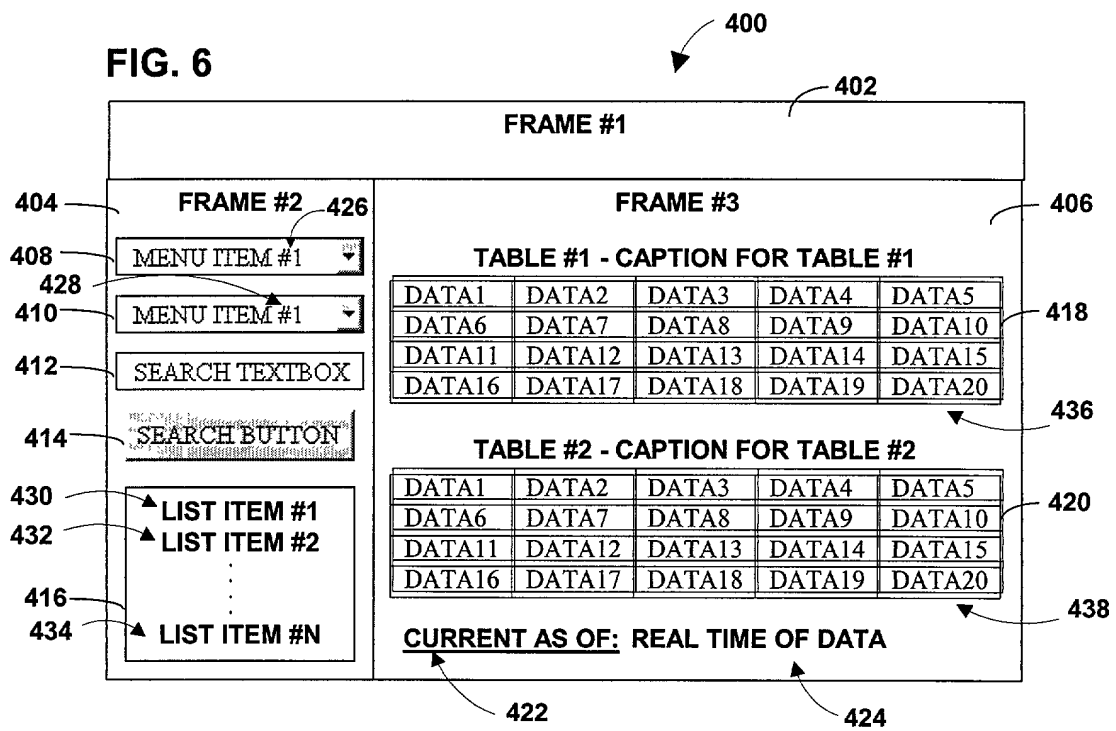 400
FIG. 6
402
FRAME #1
404
FRAME #2
426
FRAME #3
406
408
MENU ITEM #1
428
410
MENU ITEM #1
412
SEARCH TEXTBOX
414
SEARCH BUTTON
430
LIST ITEM #1
432
LIST ITEM #2
416
434
LIST ITEM #N
TABLE #1 - CAPTION FOR TABLE #1
DATA1 DATA2 DATA3 DATA4 DATA5
DATA6 DATA7 DATA8 DATA9 DATA10
DATA11 DATA12 DATA13 DATA14 DATA15
DATA16 DATA17 DATA18 DATA19 DATA20
418
436
TABLE #2 - CAPTION FOR TABLE #2
DATA1 DATA2 DATA3 DATA4 DATA5
DATA6 DATA7 DATA8 DATA9 DATA10
DATA11 DATA12 DATA13 DATA14 DATA15
DATA16 DATA17 DATA18 DATA19 DATA20
420
438
CURRENT AS OF: REAL TIME OF DATA
422
424